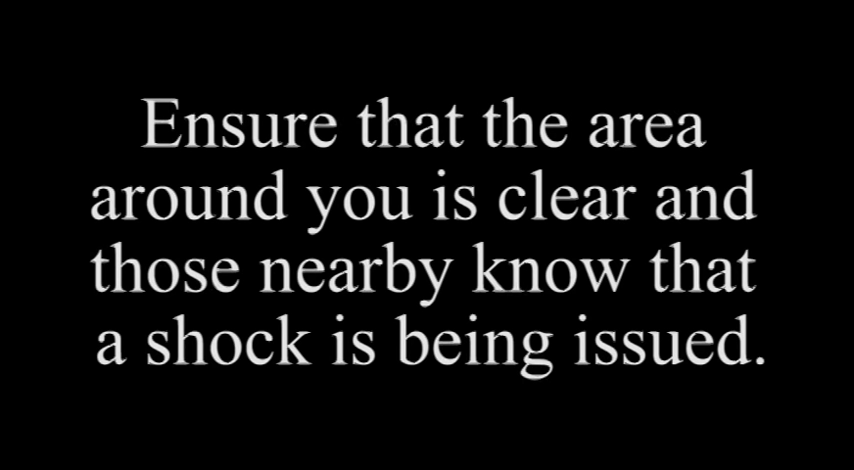 Ensure that the area
around you is clear and
those nearby know that
a shock is being issued.